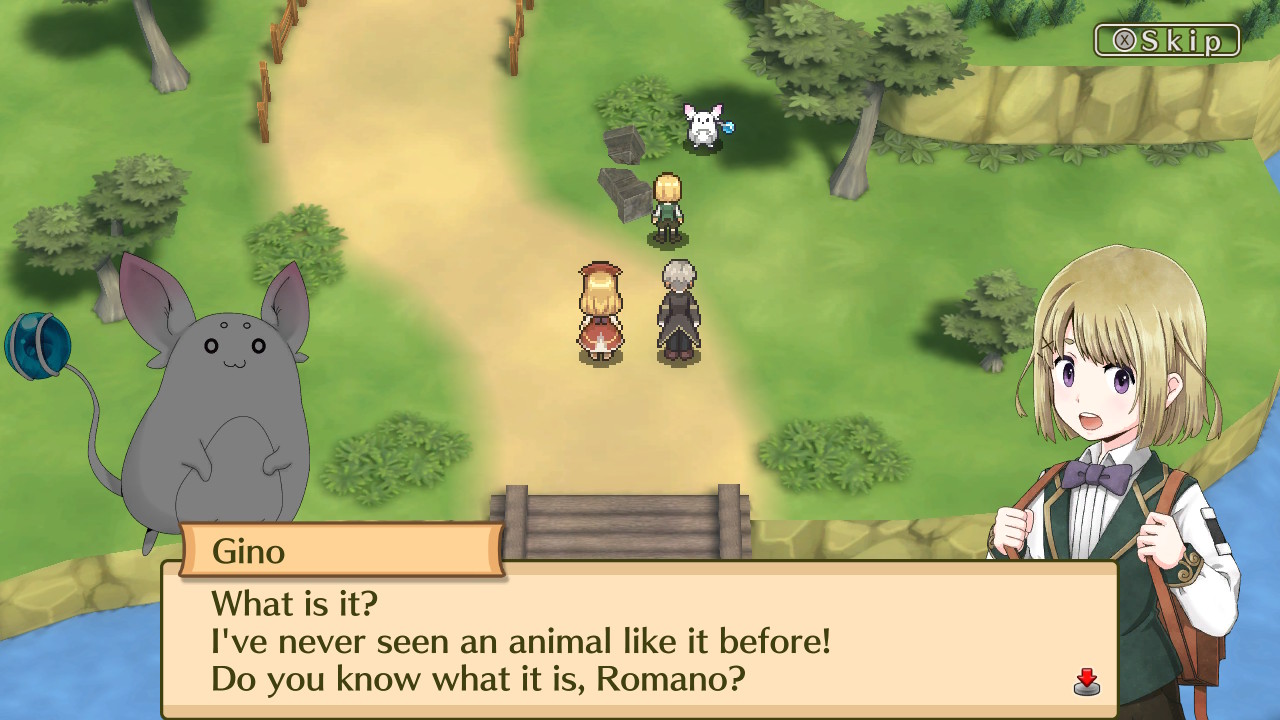 ⓧSkip
Gino
What is it?
I've never seen an animal like it before!
Do you know what it is, Romano?